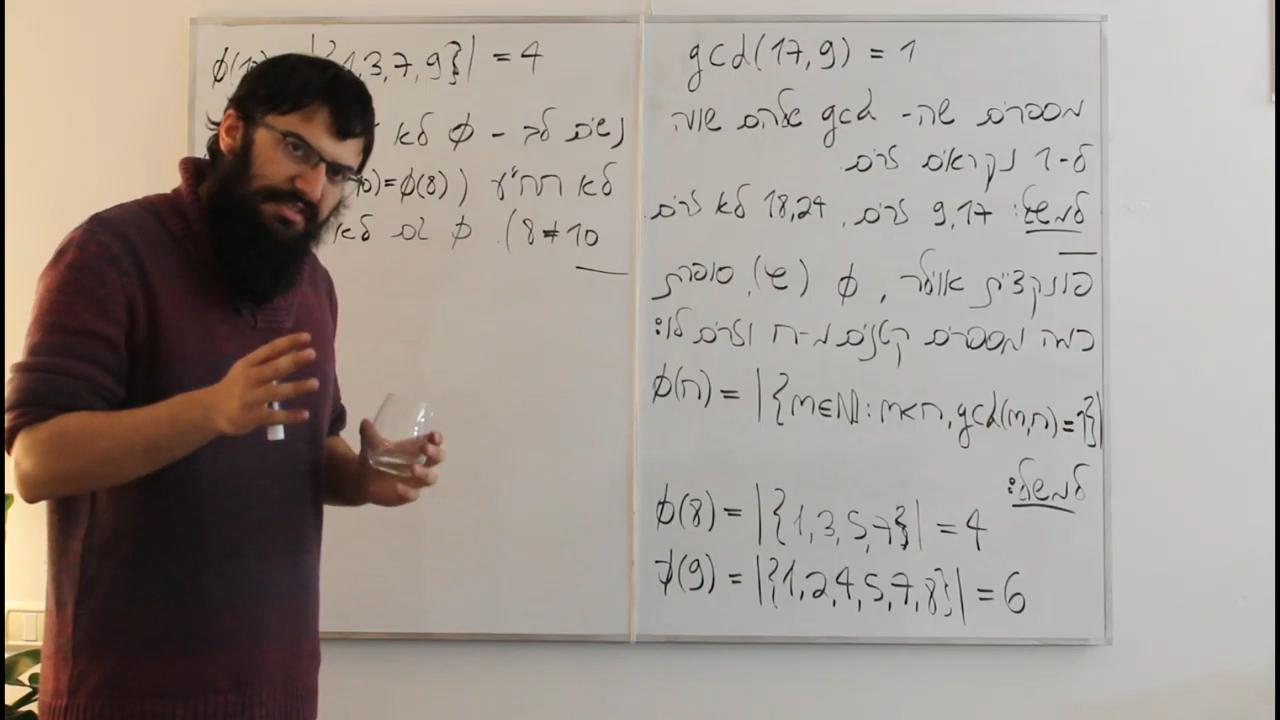 gcd(17,9) = 1
מספרים שה- gcd שלהם שווה
ל-1 נקראים זרים.
למשל: 9,17 זרים, 18,24 לא זרים.
פונקציית אוילר, ϕ (פי), סופרת
כמה מספרים קטנים מ-n וזרים לו:
ϕ(n) = |{m∈ℕ: m<n, gcd(m,n)=1}|
למשל:
ϕ(8) = |{1,3,5,7}| = 4
ϕ(9) = |{1,2,4,5,7,8}| = 6
1,3,7,9}| = 4
נשים לב - ϕ לא
לא חח"ע (=ϕ(8)
8≠10). ϕ גם לא